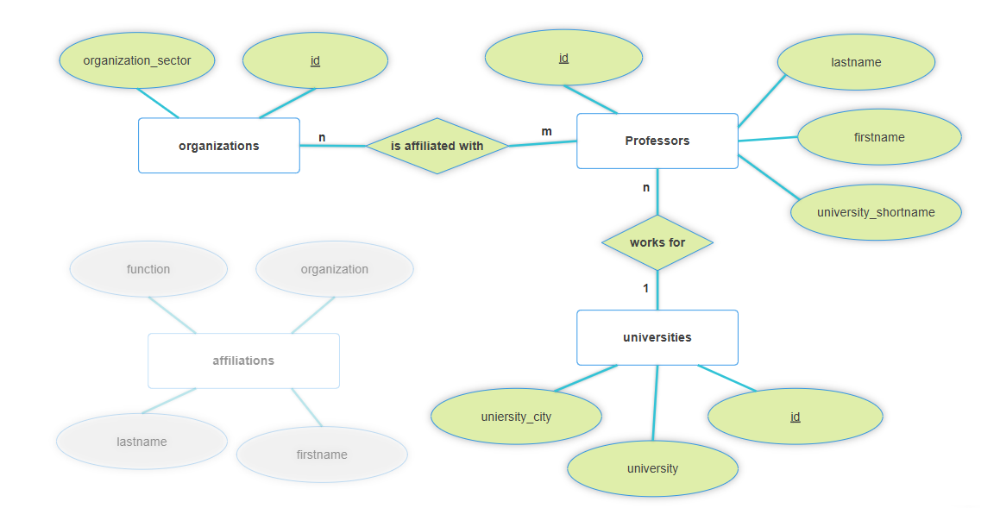 organization_sector
id
id
lastname
organizations
n
is affiliated with
m
Professors
firstname
n
university_shortname
works for
function
organization
1
universities
affiliations
uniersity_city
id
lastname
firstname
university